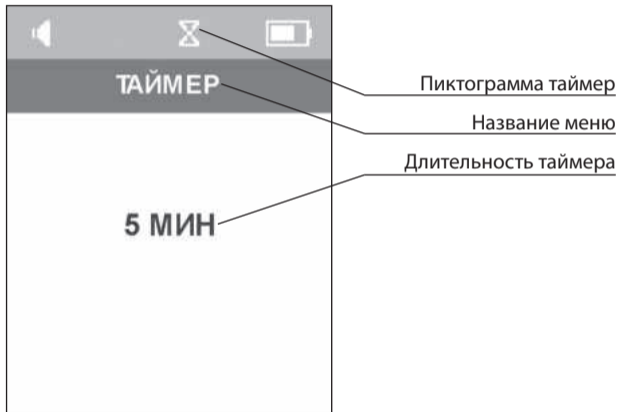 ТАЙМЕР
Пиктограмма таймер
Название меню
Длительность таймера
5 МИН